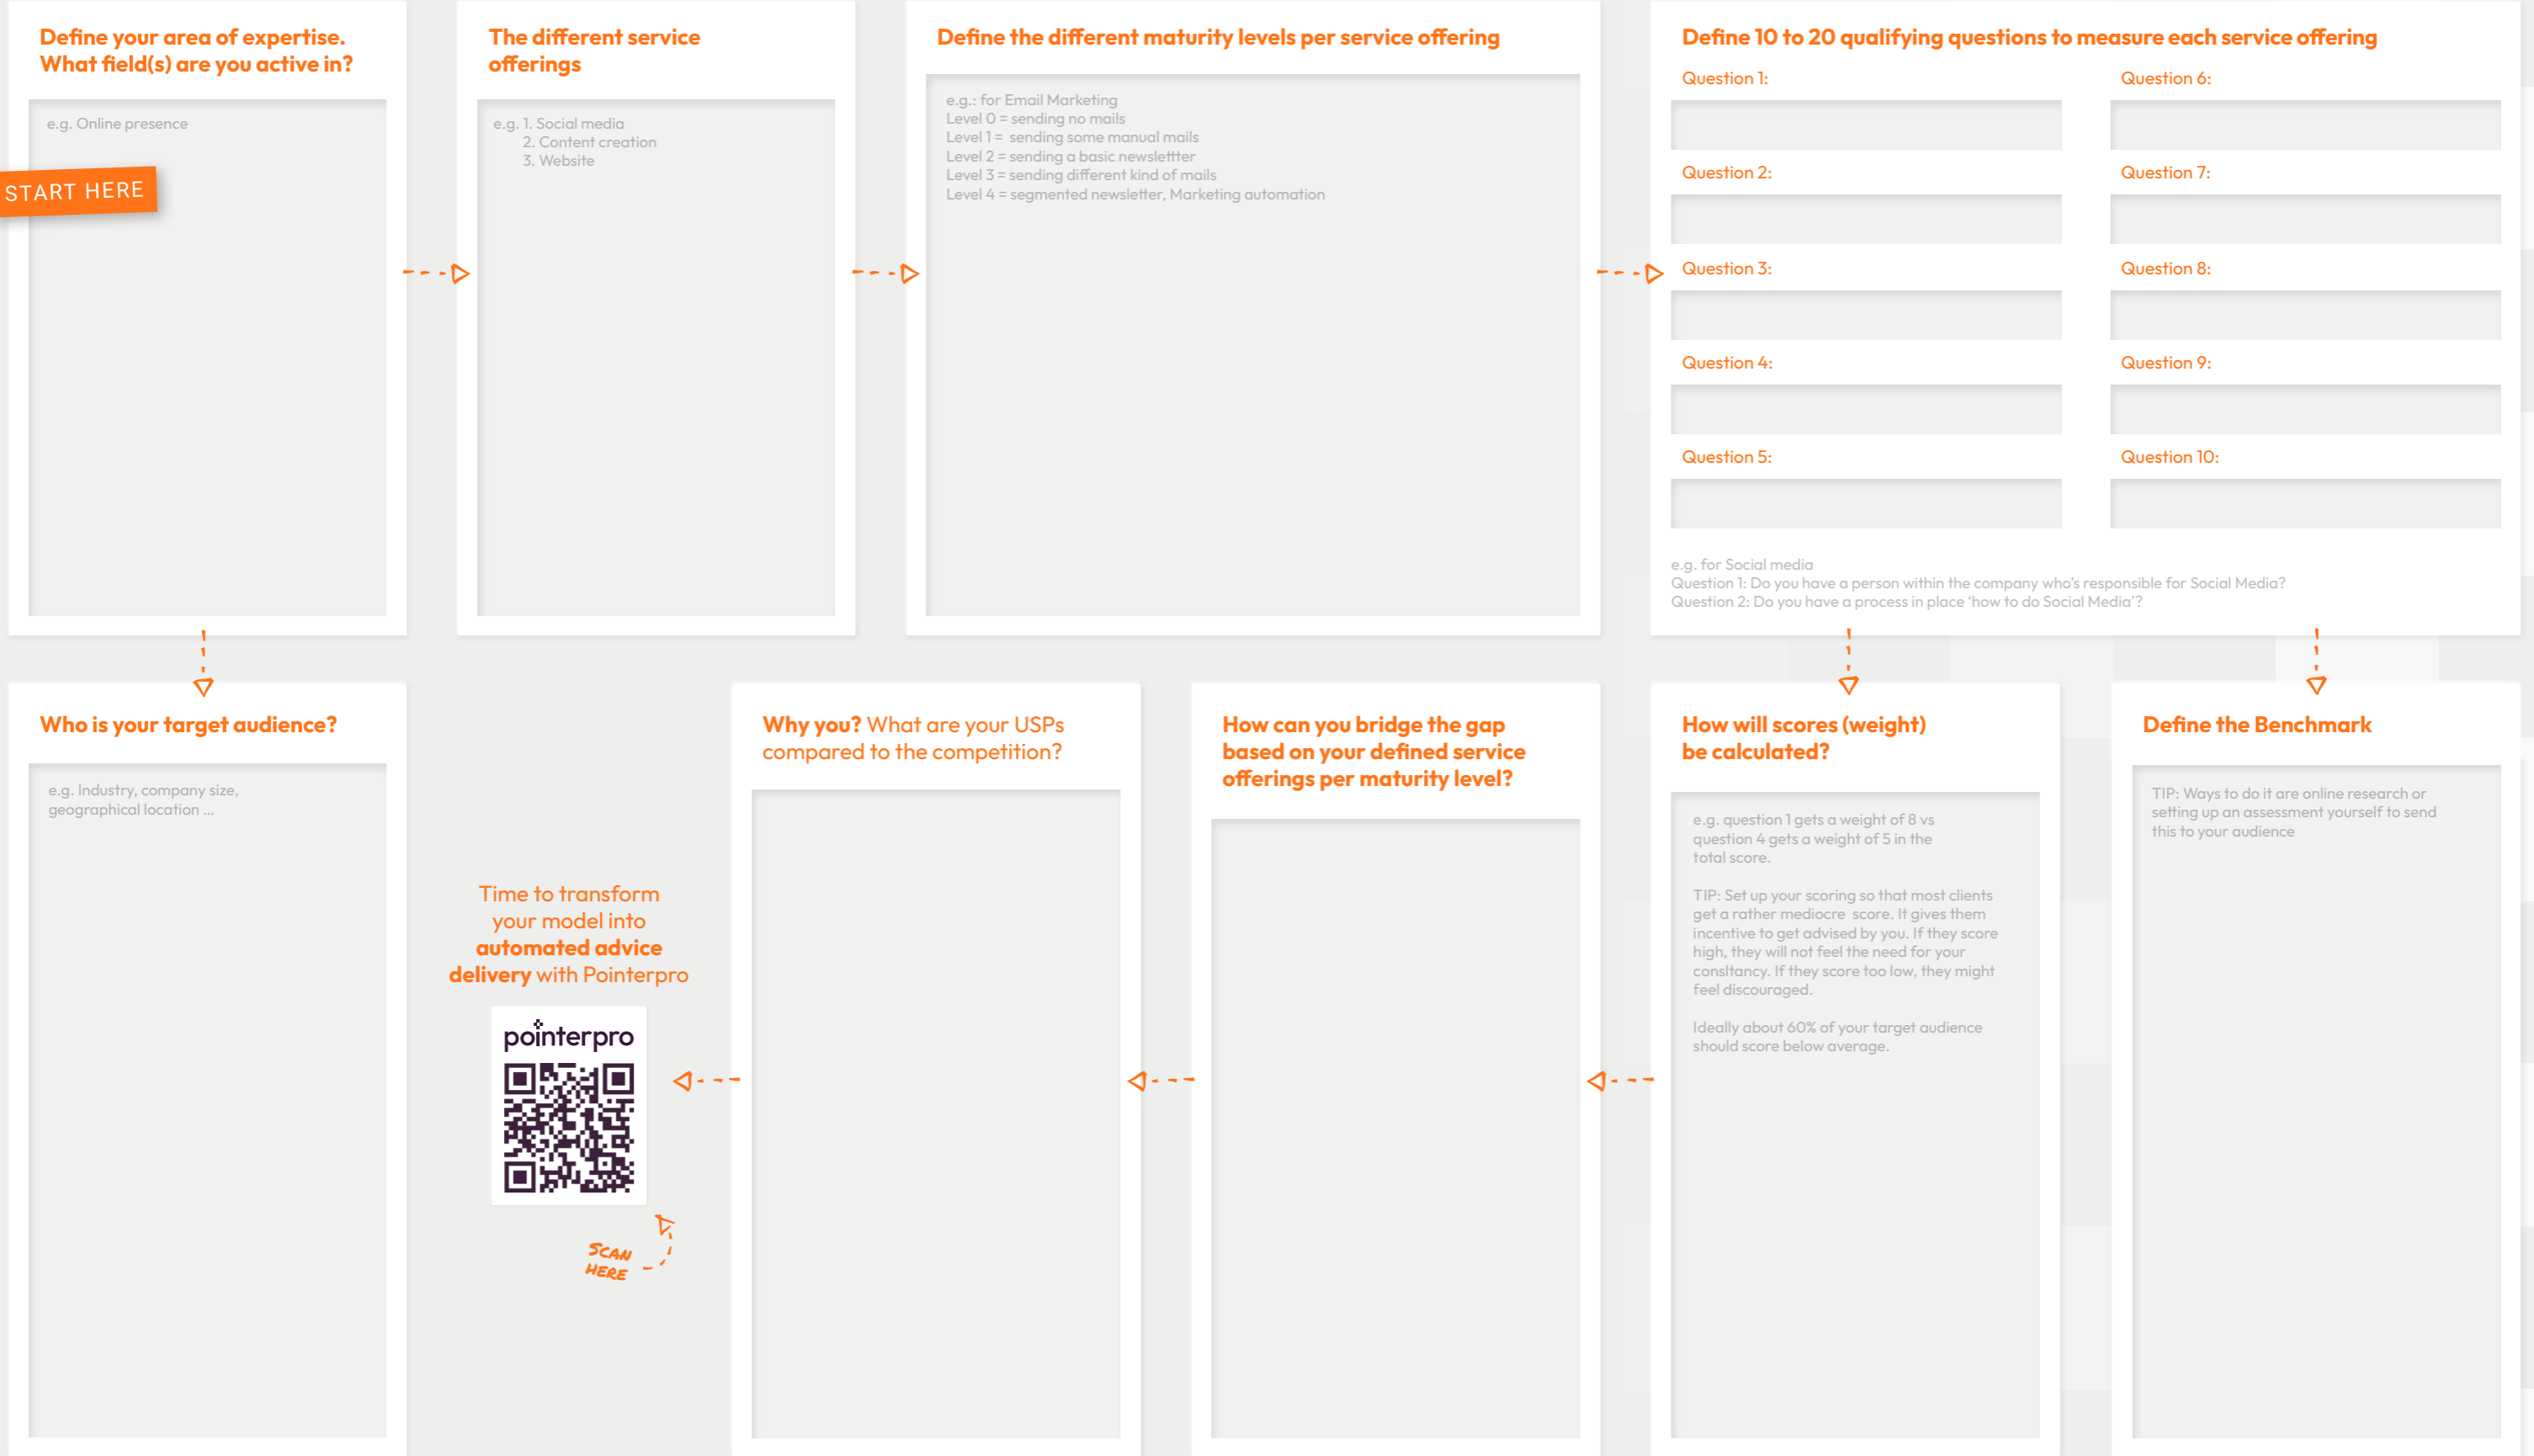 Define your area of expertise.
What field(s) are you active in?
e.g. Online presence
START HERE
The different service
offerings
e.g. 1. Social media
2. Content creation
3. Website
Define the different maturity levels per service offering
e.g.: for Email Marketing
Level 0 = sending no mails
Level 1 = sending some manual mails
Level 2 = sending a basic newslettter
Level 3 = sending different kind of mails
Level 4 = segmented newsletter, Marketing automation
Define 10 to 20 qualifying questions to measure each service offering
Question 1:
Question 2:
Question 3:
Question 4:
Question 5:
Question 6:
Question 7:
Question 8:
Question 9:
Question 10:
e.g. for Social media
Question 1: Do you have a person within the company who's responsible for Social Media?
Question 2: Do you have a process in place ‘how to do Social Media’?
Who is your target audience?
e.g. Industry, company size,
geographical location ...
Time to transform
your model into
automated advice
delivery with Pointerpro
pointerpro
SCAN
HERE
Why you? What are your USPs
compared to the competition?
How can you bridge the gap
based on your defined service
offerings per maturity level?
How will scores (weight)
be calculated?
e.g. question 1 gets a weight of 8 vs
question 4 gets a weight of 5 in the
total score.
TIP: Set up your scoring so that most clients
get a rather mediocre score. It gives them
incentive to get advised by you. If they score
high, they will not feel the need for your
consltancy. If they score too low, they might
feel discouraged.
Ideally about 60% of your target audience
should score below average.
Define the Benchmark
TIP: Ways to do it are online research or
setting up an assessment yourself to send
this to your audience